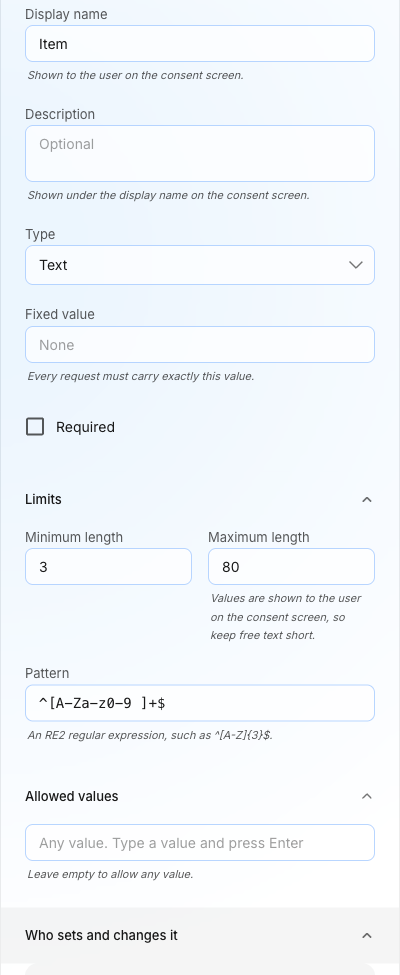 Display name
Item
Shown to the user on the consent screen.
Description
Optional
Shown under the display name on the consent screen.
Type
Text
Fixed value
None
Every request must carry exactly this value.
Required
Limits
Minimum length
Maximum length
3
80
Values are shown to the user
on the consent screen, so
keep free text short.
Pattern
^[A-Za-z0-9 ]+$
An RE2 regular expression, such as ^[A-Z]{3}$.
Allowed values
Any value. Type a value and press Enter
Leave empty to allow any value.
Who sets and changes it